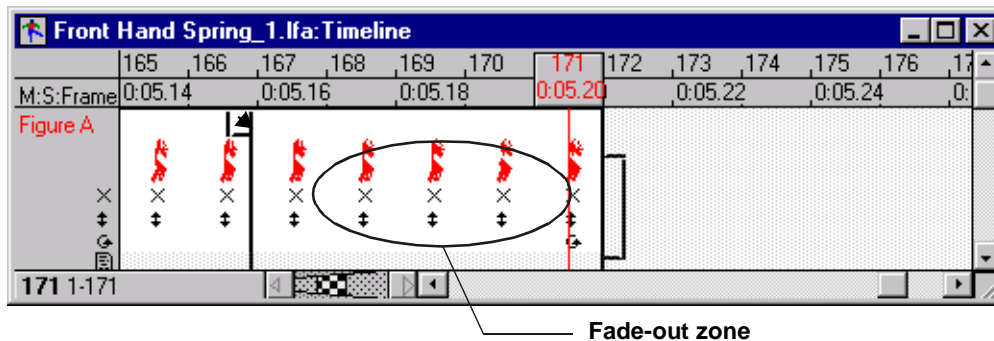 Front Hand Spring_1.lfa:Timeline
165 166 167 168 169 170 171 172 173 174 175 176 17
M:S:Frame 0:05.14 0:05.16 0:05.18 0:05.20 0:05.22 0:05.24 0:
Figure A
171 1-171
Fade-out zone